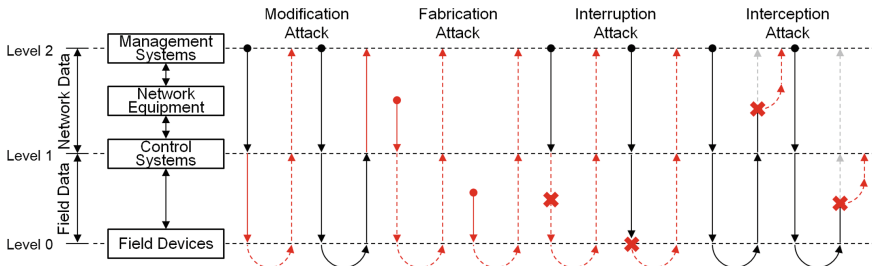 Modification
Attack
Fabrication
Attack
Interruption
Attack
Interception
Attack
Level 2
Management
Systems
Network Data
Network
Equipment
Level 1
Control
Systems
Field Data
Level 0
Field Devices